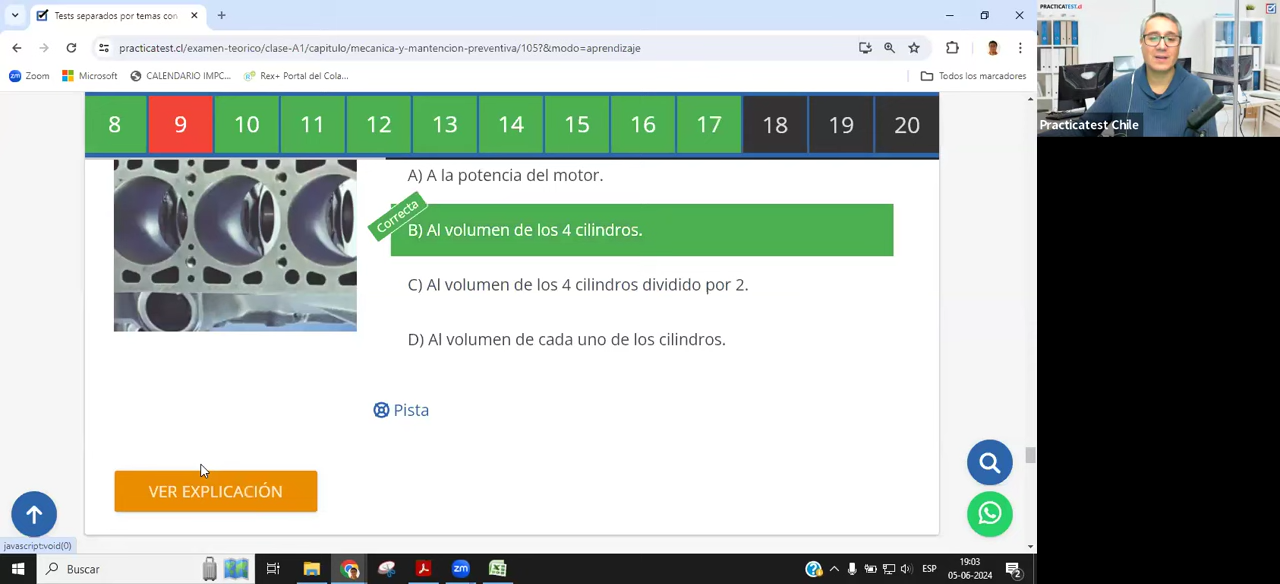 Tests separados por temas con
practicatest.cl/examen-teorico/clase-A1/capitulo/mecanica-y-mantencion-preventiva/105?&modo=aprendizaje
Zoom
Microsoft
CALENDARIO IMPC...
Rex+ Portal del Cola...
Todos los marcadores
PRACTICATEST.cl
Practicatest Chile
8
9
10
11
12
13
14
15
16
17
18
19
20
A) A la potencia del motor.
Correcta
B) Al volumen de los 4 cilindros.
C) Al volumen de los 4 cilindros dividido por 2.
D) Al volumen de cada uno de los cilindros.
Pista
VER EXPLICACIÓN
javascript:void(0)
Buscar
ESP
19:03
05-06-2024
2